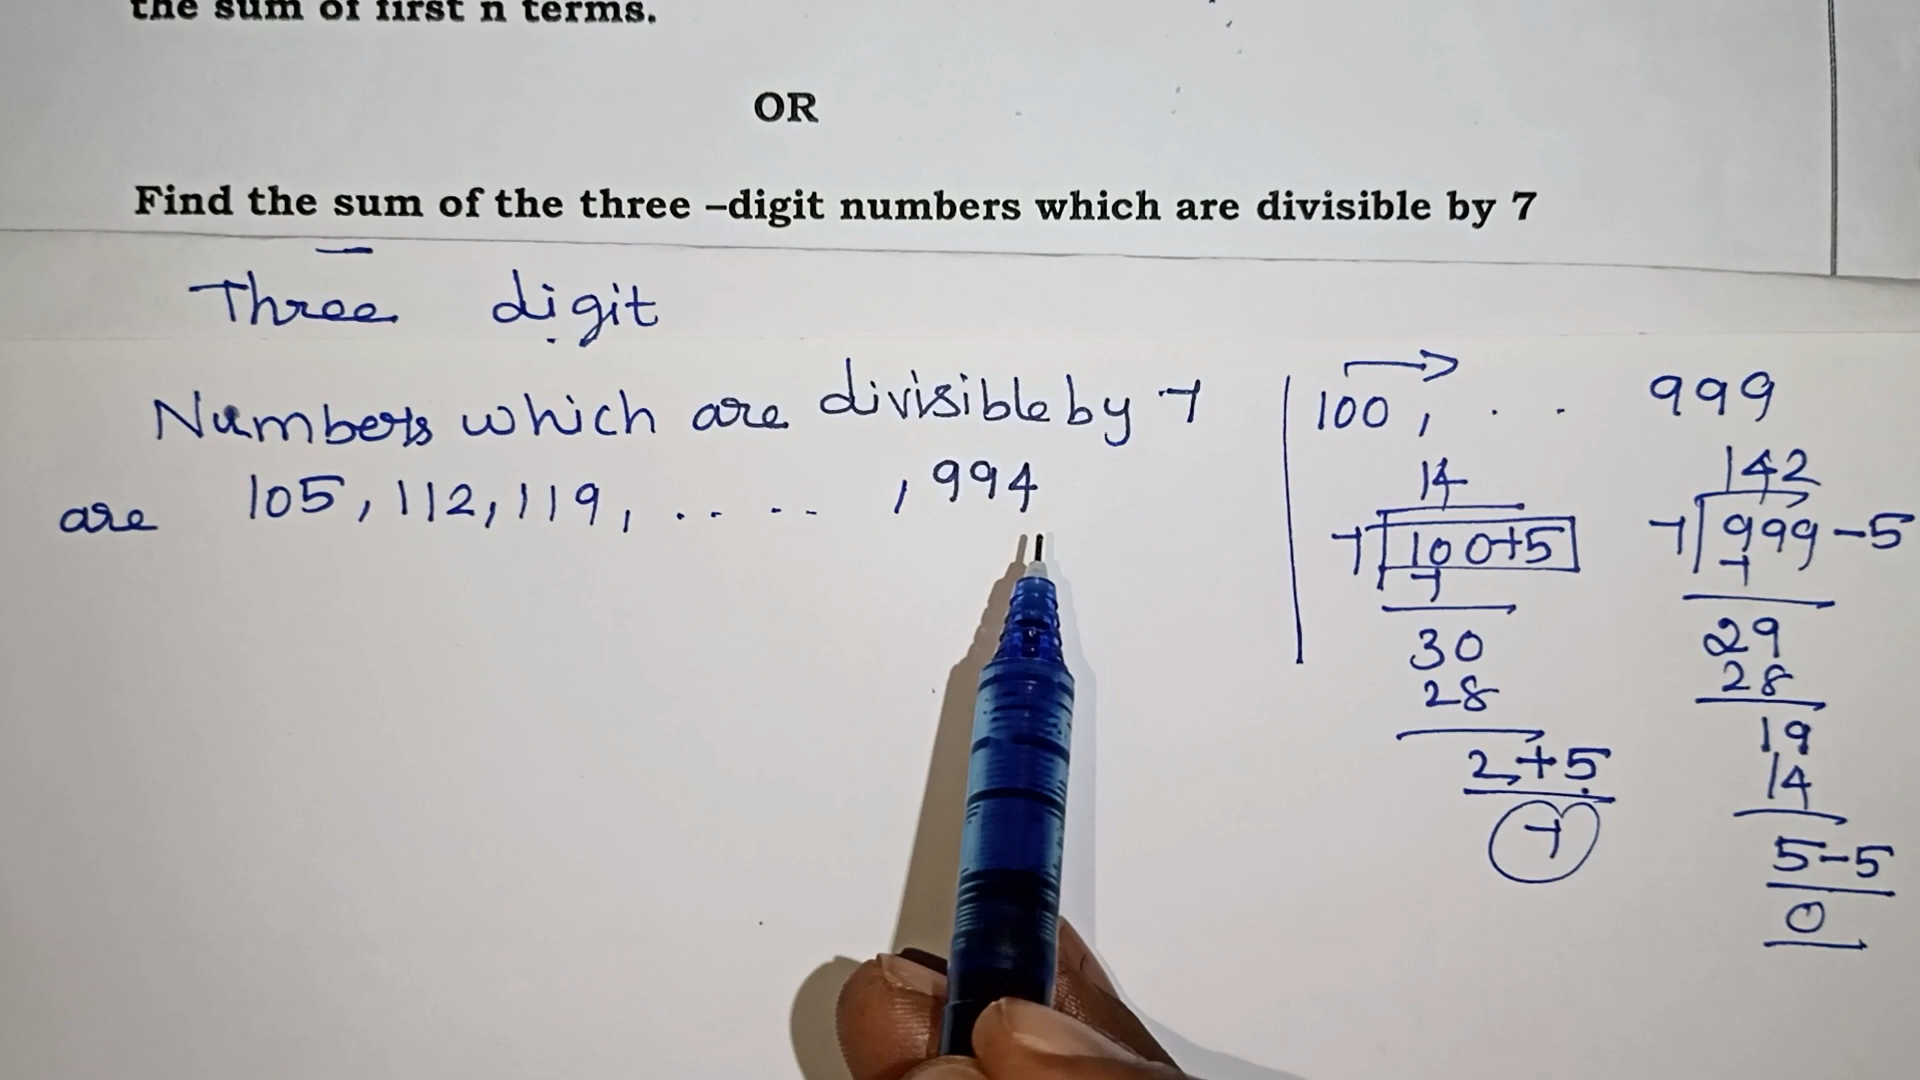 the sum of first n terms.
OR
Find the sum of the three –digit numbers which are divisible by 7
Three digit
Numbers which are divisible by 7
are 105, 112, 119, . . . . . , 994
100, . . 999
14
7 100+5
7
30
28
2+5
7
142
7 999-5
7
29
28
19
14
5-5
0